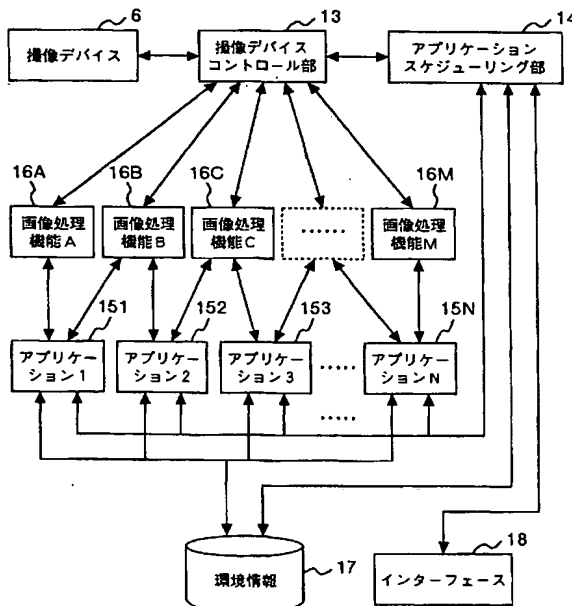 6
13
14
撮像デバイス
撮像デバイス
コントロール部
アプリケーション
スケジューリング部
16A
16B
16C
16M
画像処理
機能A
画像処理
機能B
画像処理
機能C
……
画像処理
機能M
151
152
153
15N
アプリケー
ション1
アプリケー
ション2
アプリケー
ション3
.....
アプリケー
ションN
.....
環境情報
17
18
インターフェース